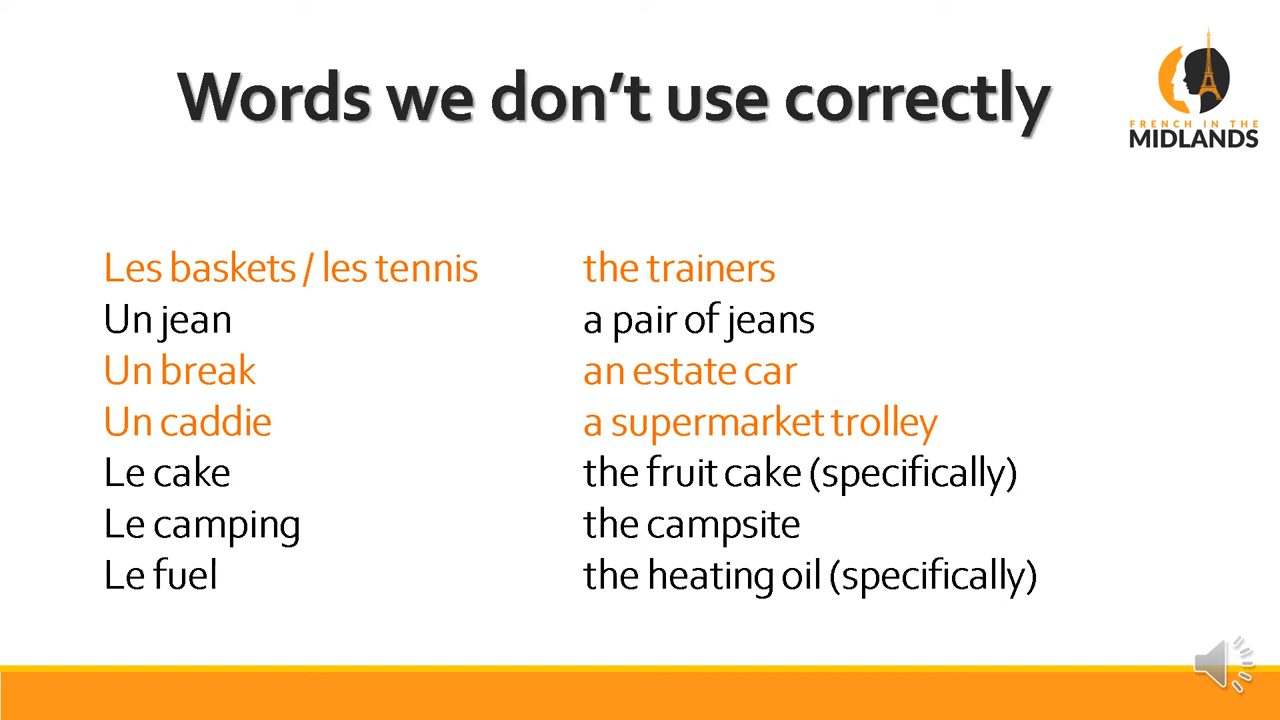 Words we don't use correctly
FRENCH IN THE
MIDLANDS
Les baskets / les tennis the trainers
Un jean a pair of jeans
Un break an estate car
Un caddie a supermarket trolley
Le cake the fruit cake (specifically)
Le camping the campsite
Le fuel the heating oil (specifically)